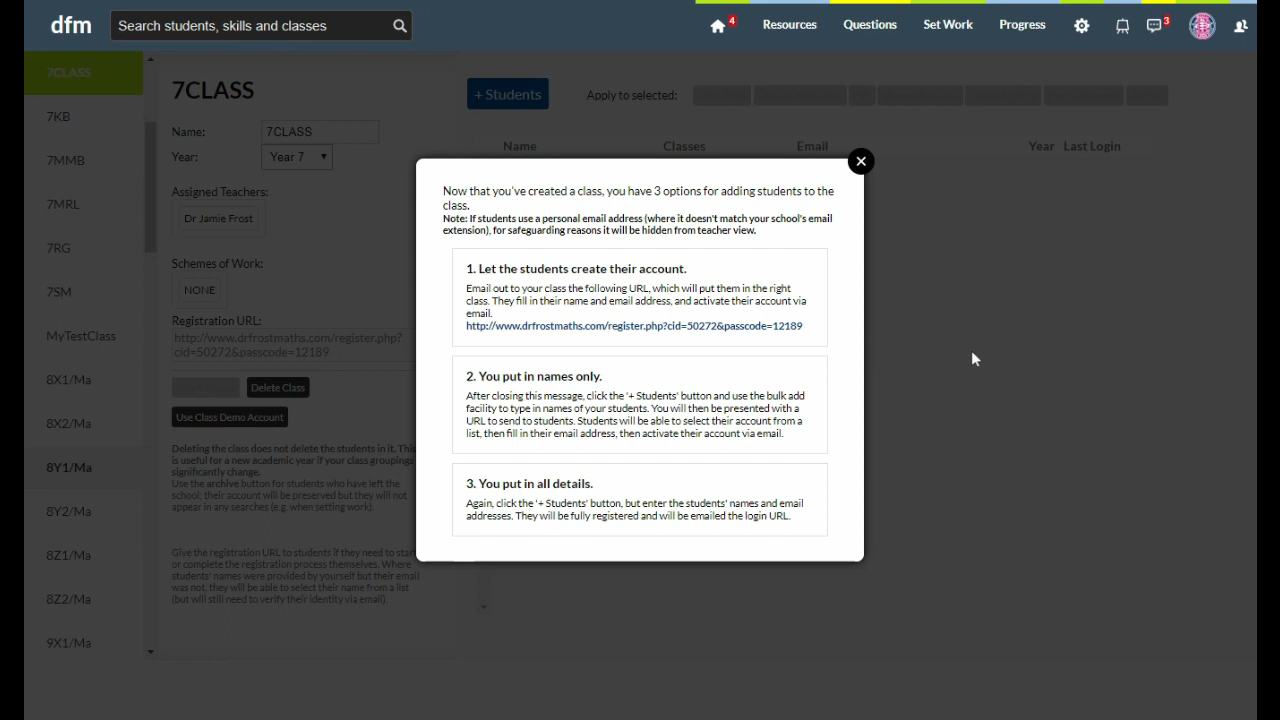 dfm
Search students, skills and classes
4
Resources
Questions
Set Work
Progress
3
7CLASS
7KB
7MMB
7MRL
7RG
7SM
MyTestClass
8X1/Ma
8X2/Ma
8Y1/Ma
8Y2/Ma
8Z1/Ma
8Z2/Ma
9X1/Ma
7CLASS
Name:
7CLASS
Year:
Year 7
Assigned Teachers:
Dr Jamie Frost
Schemes of Work:
NONE
Registration URL:
http://www.drfrostmaths.com/register.php?
cid=50272&passcode=12189
Delete Class
Use Class Demo Account
Deleting the class does not delete the students in it. This
is useful for a new academic year if your class groupings
significantly change.
Use the archive button for students who have left the
school; their account will be preserved but they will not
appear in any searches (e.g. when setting work).
Give the registration URL to students if they need to start
or complete the registration process themselves. Where
students' names were provided by yourself but their email
was not, they will be able to select their name from a list
(but will still need to verify their identity via email).
+ Students
Apply to selected:
Name
Classes
Email
Year
Last Login
Now that you've created a class, you have 3 options for adding students to the
class.
Note: If students use a personal email address (where it doesn't match your school's email
extension), for safeguarding reasons it will be hidden from teacher view.
1. Let the students create their account.
Email out to your class the following URL, which will put them in the right
class. They fill in their name and email address, and activate their account via
email.
http://www.drfrostmaths.com/register.php?cid=50272&passcode=12189
2. You put in names only.
After closing this message, click the '+ Students' button and use the bulk add
facility to type in names of your students. You will then be presented with a
URL to send to students. Students will be able to select their account from a
list, then fill in their email address, then activate their account via email.
3. You put in all details.
Again, click the '+ Students' button, but enter the students' names and email
addresses. They will be fully registered and will be emailed the login URL.